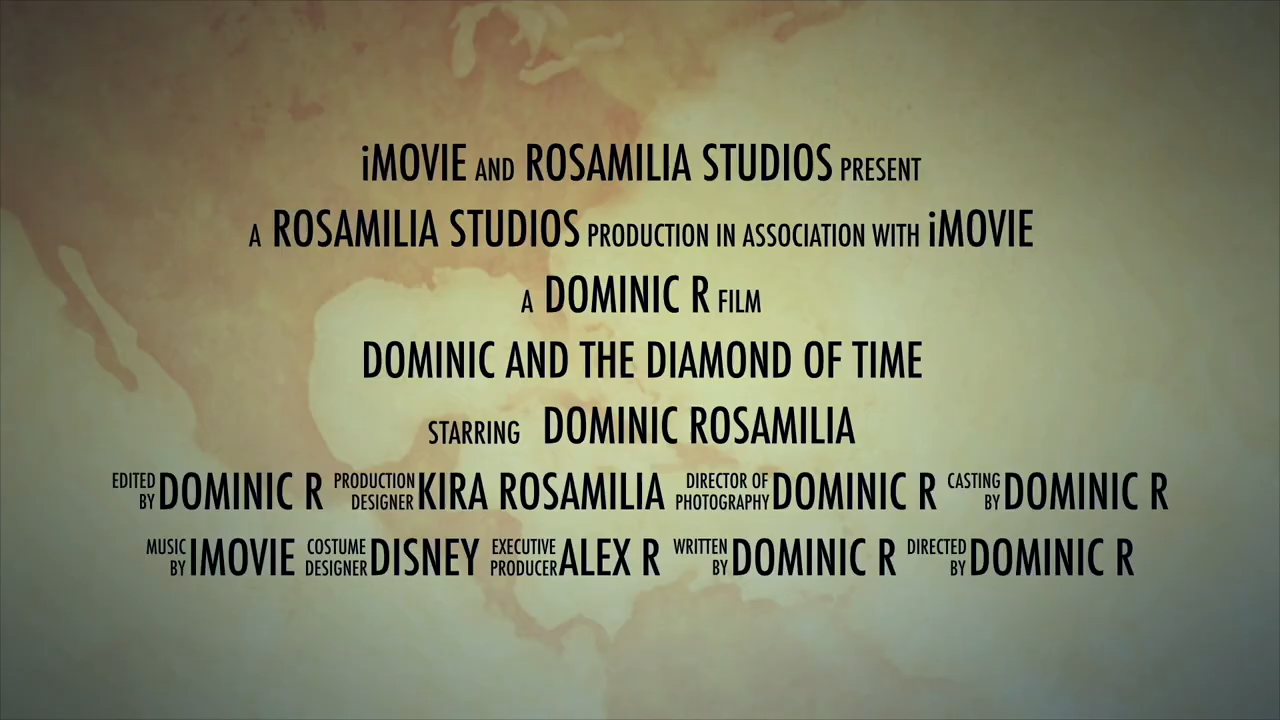 iMOVIE AND ROSAMILIA STUDIOS PRESENT
A ROSAMILIA STUDIOS PRODUCTION IN ASSOCIATION WITH iMOVIE
A DOMINIC R FILM
DOMINIC AND THE DIAMOND OF TIME
STARRING DOMINIC ROSAMILIA
EDITED BY DOMINIC R PRODUCTION DESIGNER KIRA ROSAMILIA DIRECTOR OF PHOTOGRAPHY DOMINIC R CASTING BY DOMINIC R
MUSIC BY IMOVIE COSTUME DESIGNER DISNEY EXECUTIVE PRODUCER ALEX R WRITTEN BY DOMINIC R DIRECTED BY DOMINIC R